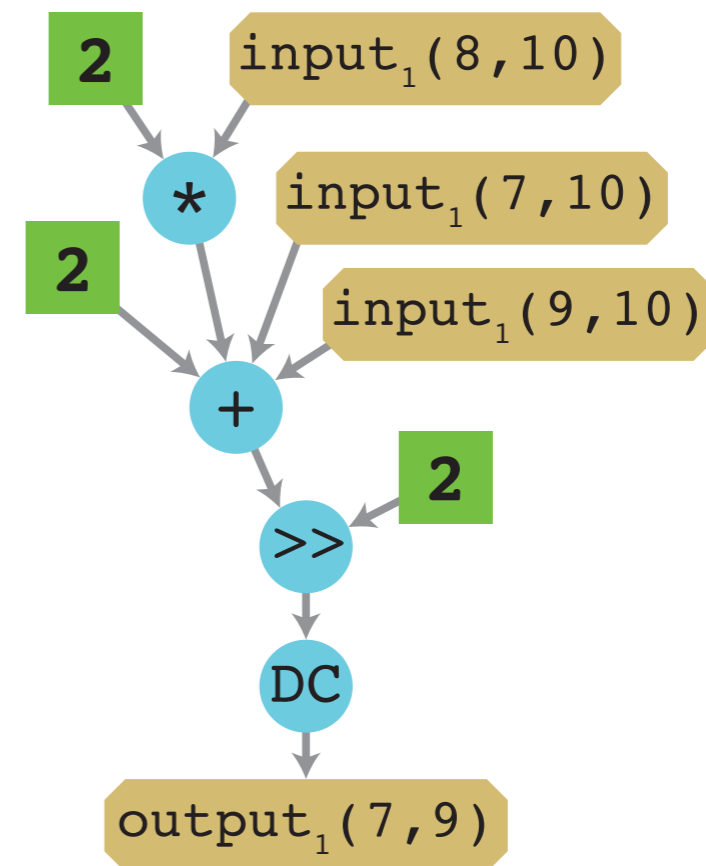 2 input₁(8,10)
*
input₁(7,10)
2
input₁(9,10)
+
2
>>
DC
output₁(7,9)